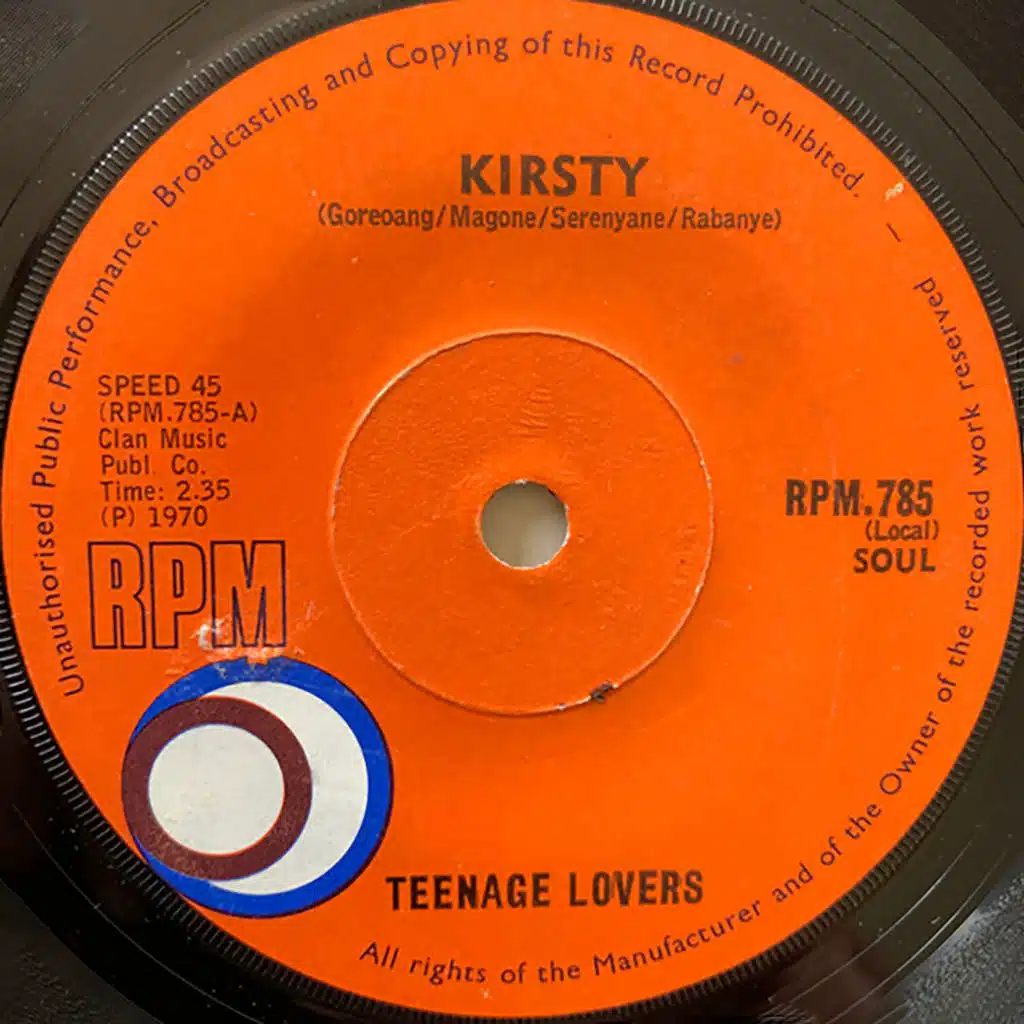 Unauthorised Public Performance, Broadcasting and Copying of this Record Prohibited. –
KIRSTY
(Goreoang/Magone/Serenyane/Rabanye)
SPEED 45
(RPM.785-A)
Clan Music
Publ. Co.
Time: 2.35
(P) 1970
RPM
RPM.785
(Local)
SOUL
TEENAGE LOVERS
All rights of the Manufacturer and of the Owner of the recorded work reserved